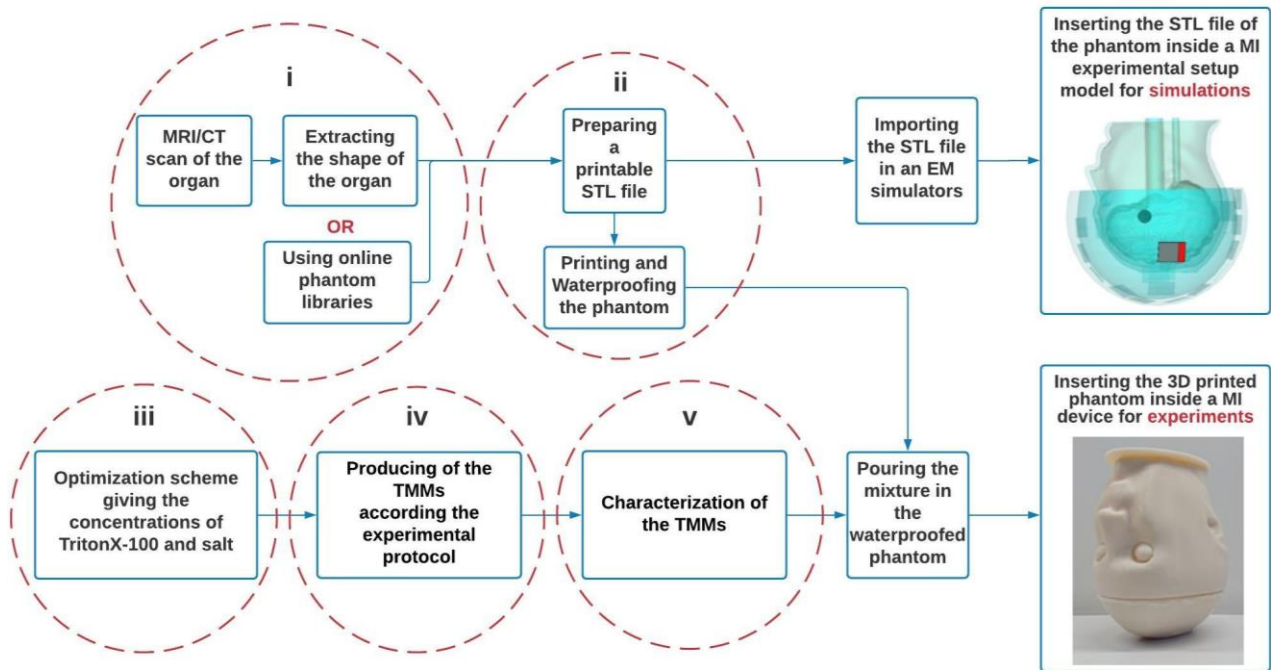 i
MRI/CT
scan of the
organ
Extracting
the shape of
the organ
OR
Using online
phantom
libraries
ii
Preparing
a
printable
STL file
Printing and
Waterproofing
the phantom
Importing
the STL file
in an EM
simulators
Inserting the STL file of
the phantom inside a MI
experimental setup
model for simulations
iii
Optimization scheme
giving the
concentrations of
TritonX-100 and salt
iv
Producing of the
TMMs
according the
experimental
protocol
v
Characterization of
the TMMs
Pouring the
mixture in
the
waterproofed
phantom
Inserting the 3D printed
phantom inside a MI
device for experiments